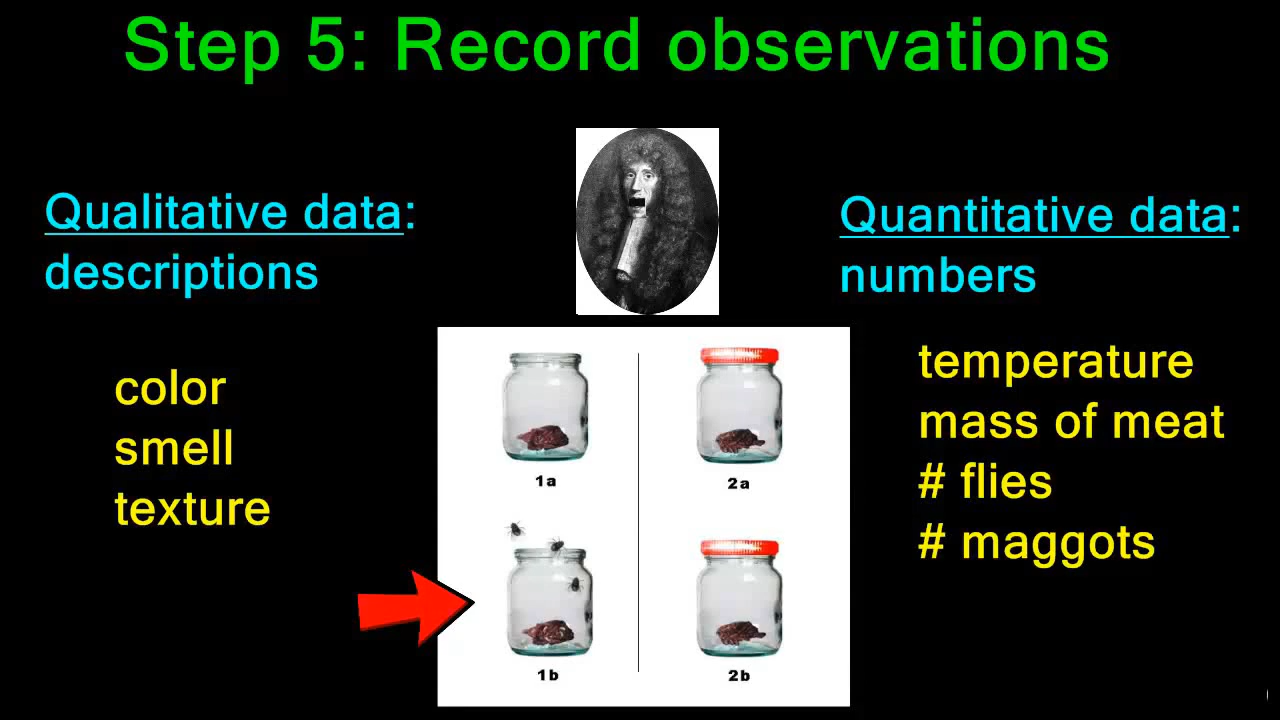 Step 5: Record observations
Qualitative data:
descriptions
color
smell
texture
Quantitative data:
numbers
temperature
mass of meat
# flies
# maggots
1a
2a
1b
2b